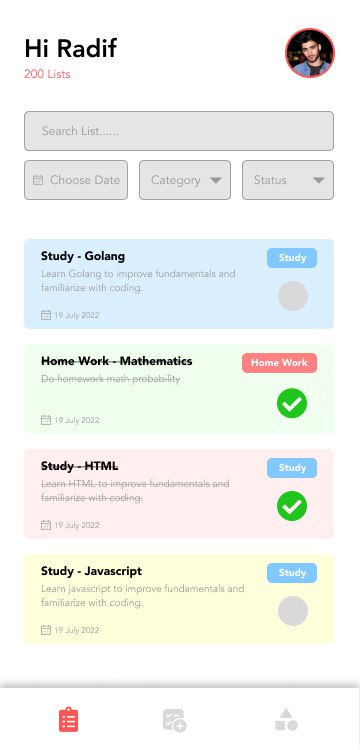 Hi Radif
200 Lists
Search List......
Choose Date
Category
Status
Study - Golang
Study
Learn Golang to improve fundamentals and
familiarize with coding.
19 July 2022
Home Work - Mathematics
Home Work
Do homework math probability
19 July 2022
Study - HTML
Study
Learn HTML to improve fundamentals and
familiarize with coding.
19 July 2022
Study - Javascript
Study
Learn javascript to improve fundamentals and
familiarize with coding.
19 July 2022